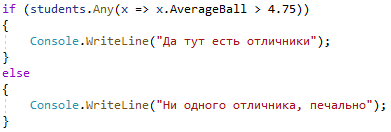 if (students.Any(x => x.AverageBall > 4.75))
{
    Console.WriteLine("Да тут есть отличники");
}
else
{
    Console.WriteLine("Ни одного отличника, печально");
}